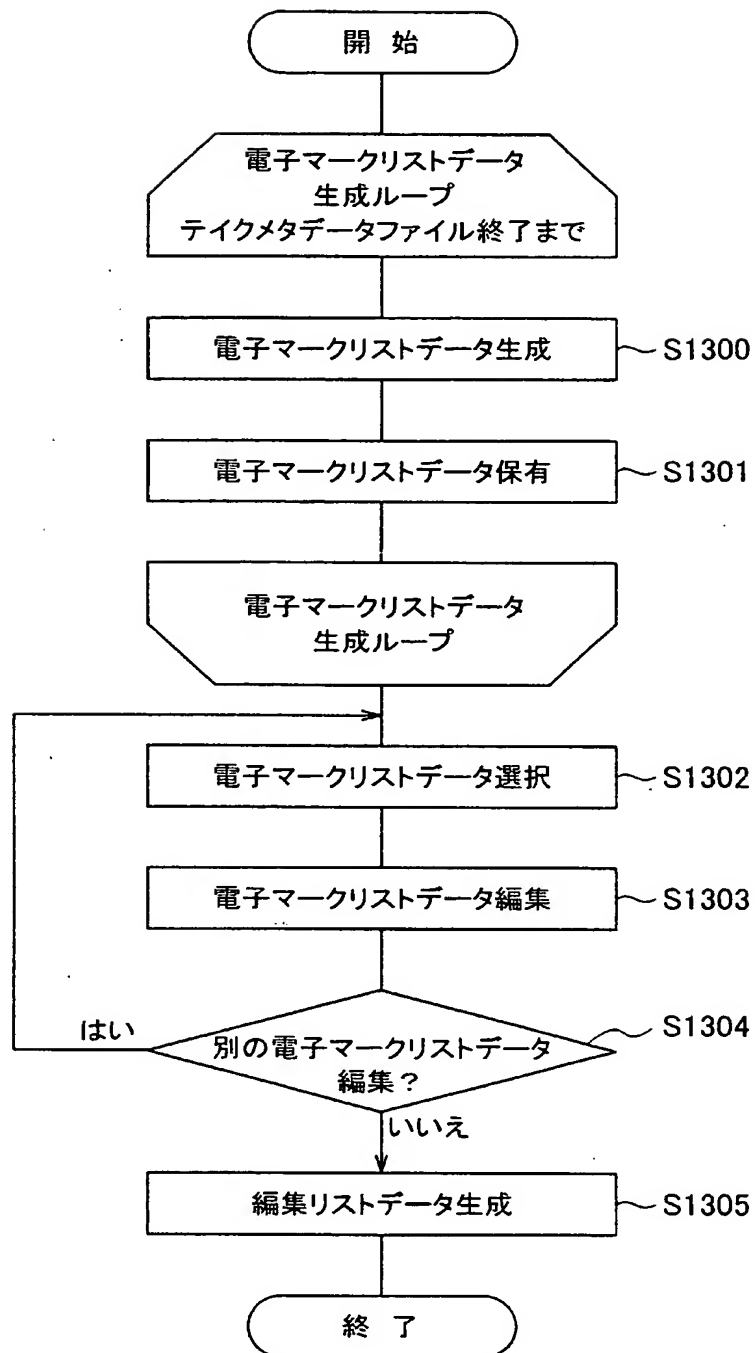 開始
電子マークリストデータ
生成ループ
テイクメタデータファイル終了まで
電子マークリストデータ生成
S1300
電子マークリストデータ保有
S1301
電子マークリストデータ
生成ループ
電子マークリストデータ選択
S1302
電子マークリストデータ編集
S1303
はい
別の電子マークリストデータ
編集？
S1304
いいえ
編集リストデータ生成
S1305
終了